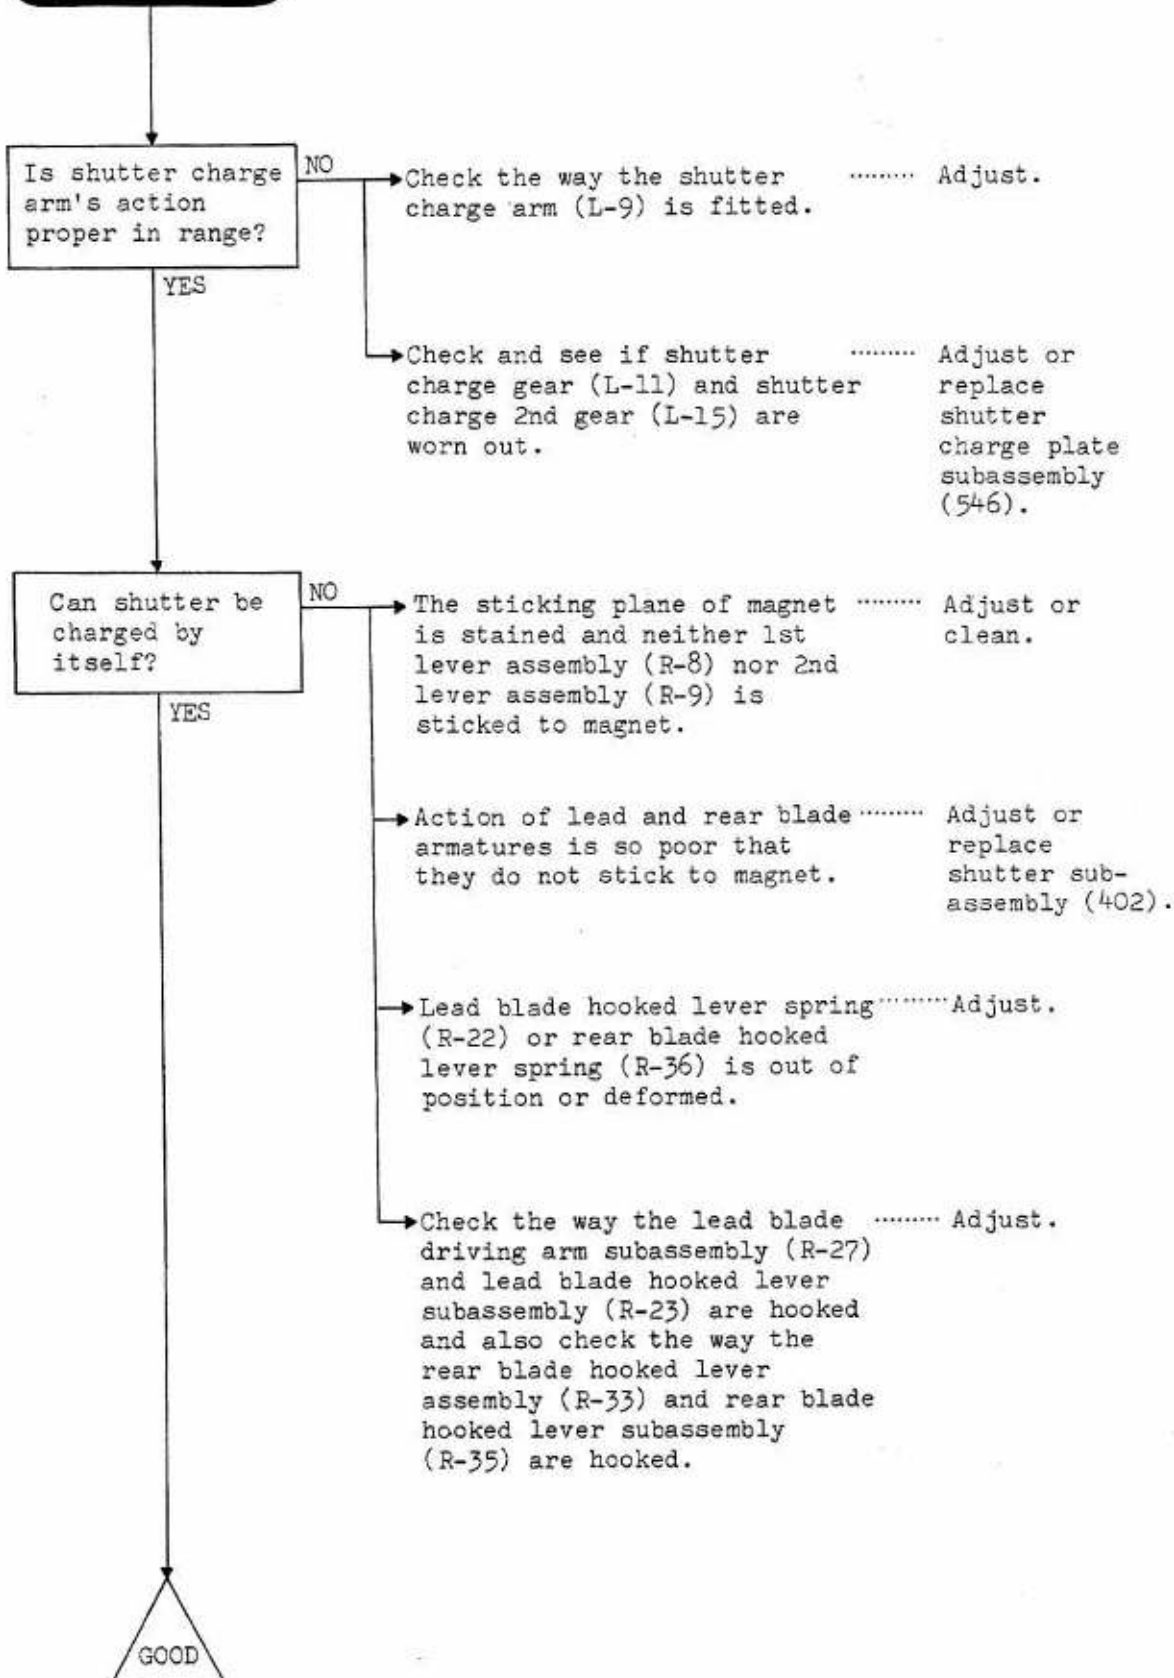 Is shutter charge
arm's action
proper in range?
NO
Check the way the shutter
charge arm (L-9) is fitted.
......... Adjust.
YES
Check and see if shutter
charge gear (L-11) and shutter
charge 2nd gear (L-15) are
worn out.
......... Adjust or
replace
shutter
charge plate
subassembly
(546).
Can shutter be
charged by
itself?
NO
The sticking plane of magnet
is stained and neither 1st
lever assembly (R-8) nor 2nd
lever assembly (R-9) is
sticked to magnet.
......... Adjust or
clean.
YES
Action of lead and rear blade
armatures is so poor that
they do not stick to magnet.
......... Adjust or
replace
shutter sub-
assembly (402).
Lead blade hooked lever spring
(R-22) or rear blade hooked
lever spring (R-36) is out of
position or deformed.
......... Adjust.
Check the way the lead blade
driving arm subassembly (R-27)
and lead blade hooked lever
subassembly (R-23) are hooked
and also check the way the
rear blade hooked lever
assembly (R-33) and rear blade
hooked lever subassembly
(R-35) are hooked.
......... Adjust.
GOOD